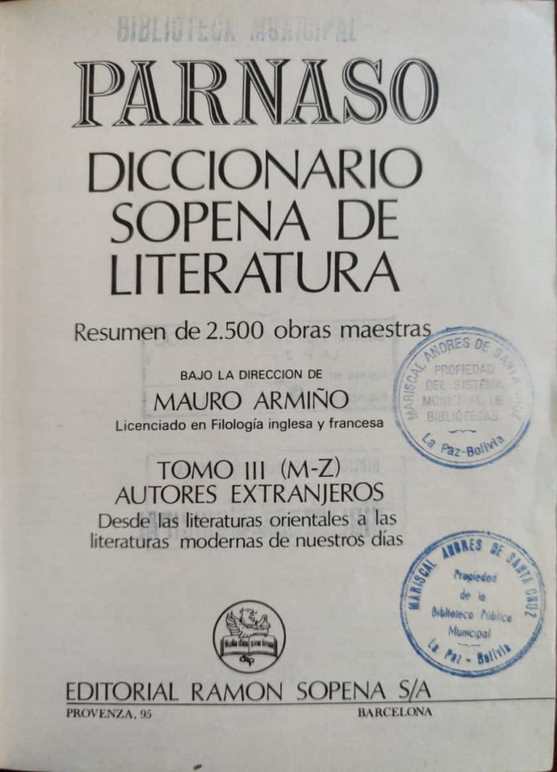 BIBLIOTECA MUNICIPAL
PARNASO
DICCIONARIO
SOPENA DE
LITERATURA
Resumen de 2.500 obras maestras
BAJO LA DIRECCION DE
MAURO ARMIÑO
Licenciado en Filología inglesa y francesa
MARISCAL ANDRES DE SANTA CRUZ
PROPIEDAD
DEL SISTEMA
DE
BIBLIOTECAS
La Paz-Bolivia
TOMO III (M-Z)
AUTORES EXTRANJEROS
Desde las literaturas orientales a las
literaturas modernas de nuestros días
MARISCAL ANDRES DE SANTA CRUZ
Propiedad
de la
Biblioteca Pública
Municipal
La Paz - Bolivia
EDITORIAL RAMON SOPENA S/A
PROVENZA, 95 BARCELONA